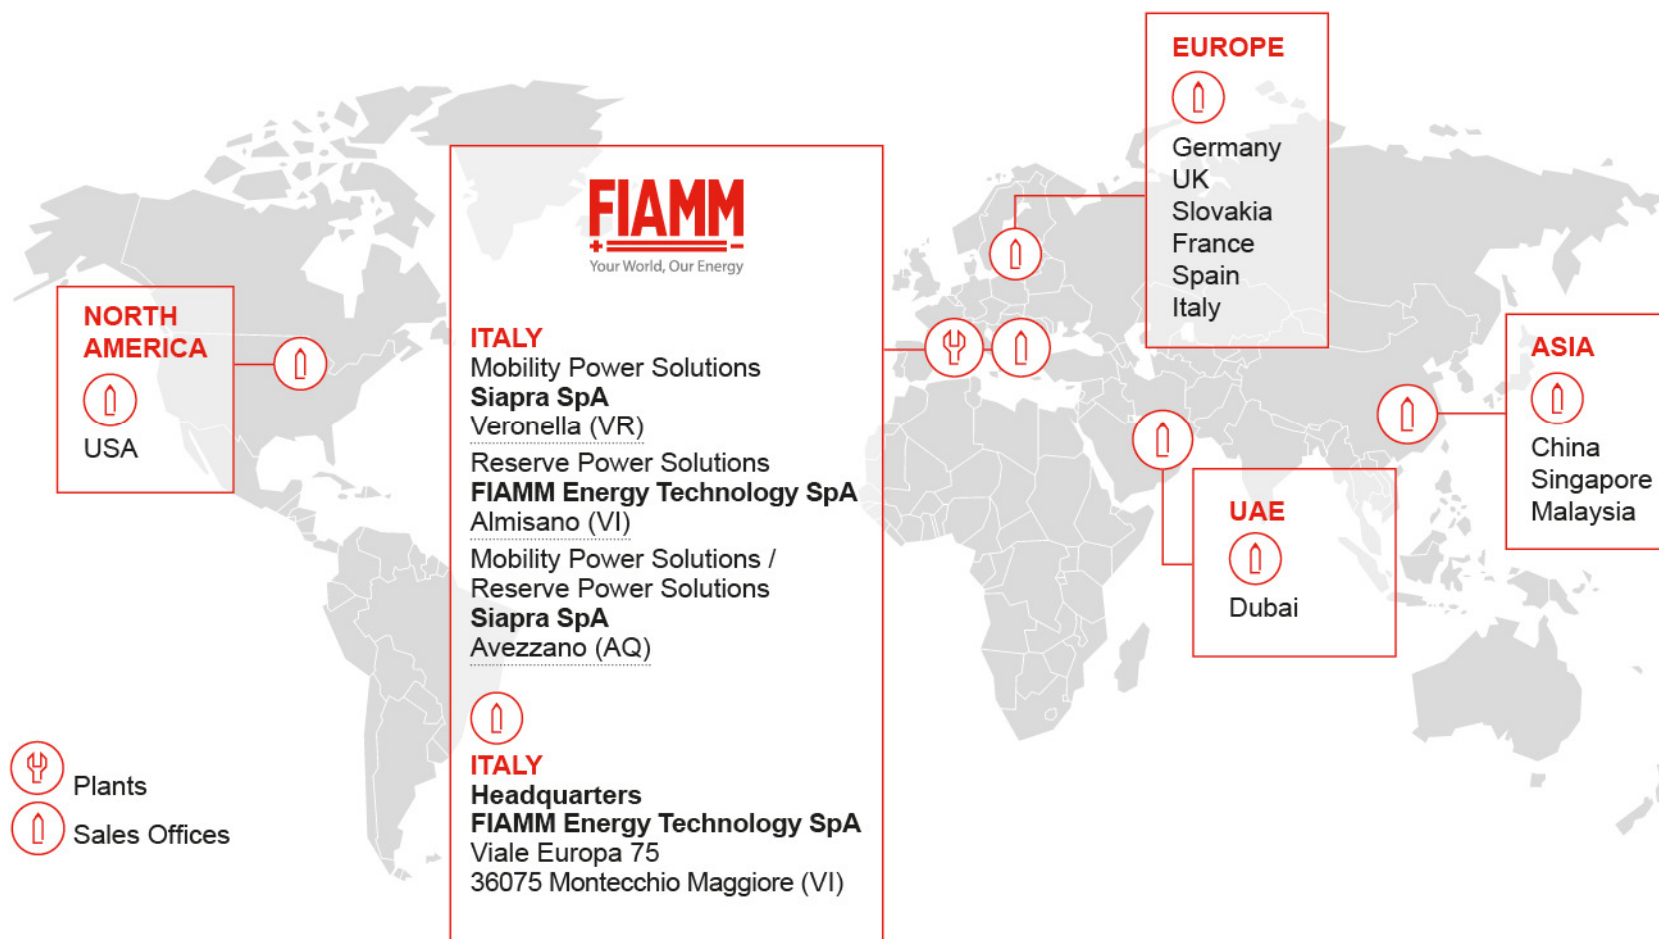 EUROPE
Germany
UK
Slovakia
France
Spain
Italy
FIAMM
Your World, Our Energy
NORTH
AMERICA
USA
ITALY
Mobility Power Solutions
Siapra SpA
Veronella (VR)
Reserve Power Solutions
FIAMM Energy Technology SpA
Almisano (VI)
Mobility Power Solutions /
Reserve Power Solutions
Siapra SpA
Avezzano (AQ)
ITALY
Headquarters
FIAMM Energy Technology SpA
Viale Europa 75
36075 Montecchio Maggiore (VI)
ASIA
China
Singapore
Malaysia
UAE
Dubai
Plants
Sales Offices